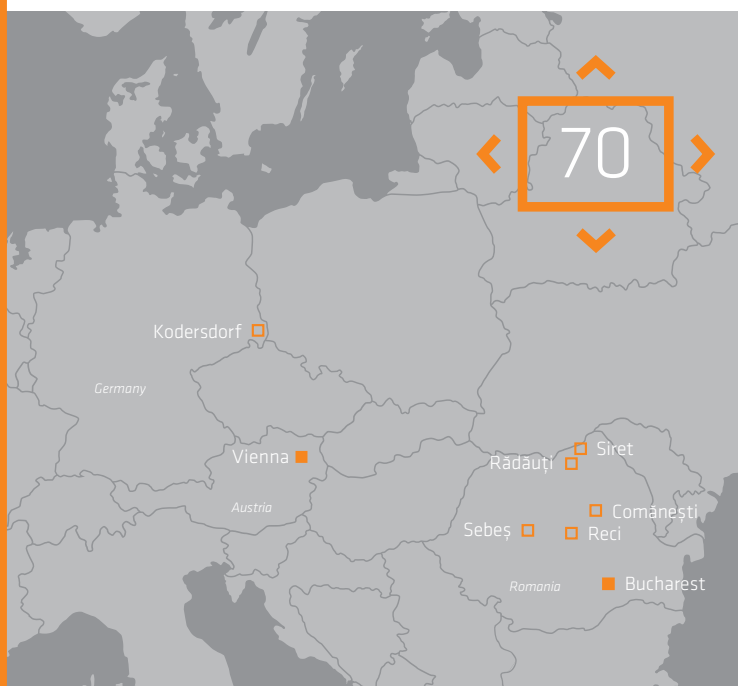 70
Kodersdorf
Germany
Vienna
Siret
Rădăuți
Austria
Comănești
Sebeș
Reci
Romania
Bucharest